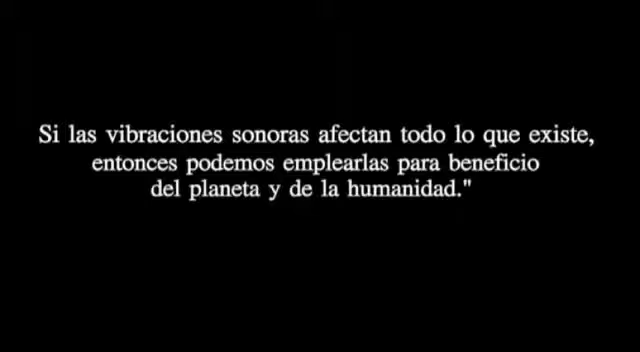 Si las vibraciones sonoras afectan todo lo que existe,
entonces podemos emplearlas para beneficio
del planeta y de la humanidad."